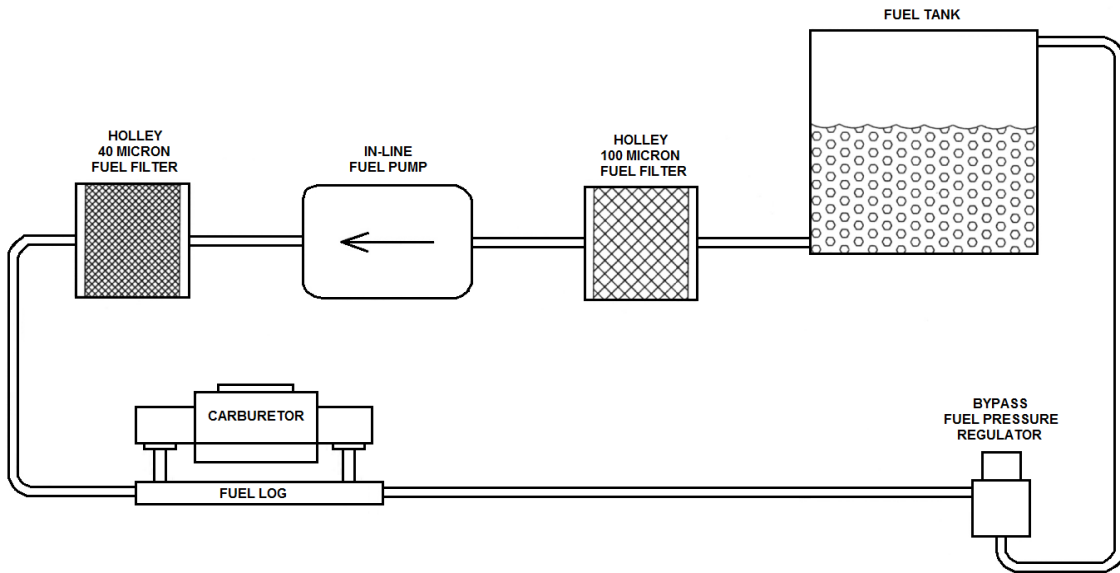 FUEL TANK
HOLLEY
40 MICRON
FUEL FILTER
IN-LINE
FUEL PUMP
HOLLEY
100 MICRON
FUEL FILTER
CARBURETOR
FUEL LOG
BYPASS
FUEL PRESSURE
REGULATOR